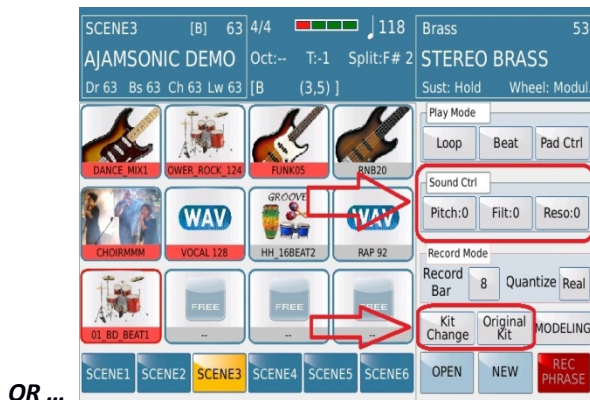 SCENE3 [B] 63 4/4 118 Brass 53
AJAMSONIC DEMO Oct:-- T:-1 Split:F# 2 STEREO BRASS
Dr 63 Bs 63 Ch 63 Lw 63 [B (3,5) ] Sust: Hold Wheel: Modul.
Play Mode
Loop Beat Pad Ctrl
DANCE_MIX1 OWER_ROCK_124 FUNK05 RNB20
Sound Ctrl
Pitch:0 Filt:0 Reso:0
WAV GROOVE WAV
CHOIRMMM VOCAL 128 HH_16BEAT2 RAP 92
Record Mode
Record Bar 8 Quantize Real
FREE FREE FREE
Kit Change Original Kit MODELING
01_BD_BEAT1 -- -- --
SCENE1 SCENE2 SCENE3 SCENE4 SCENE5 SCENE6 OPEN NEW REC PHRASE
OR ...